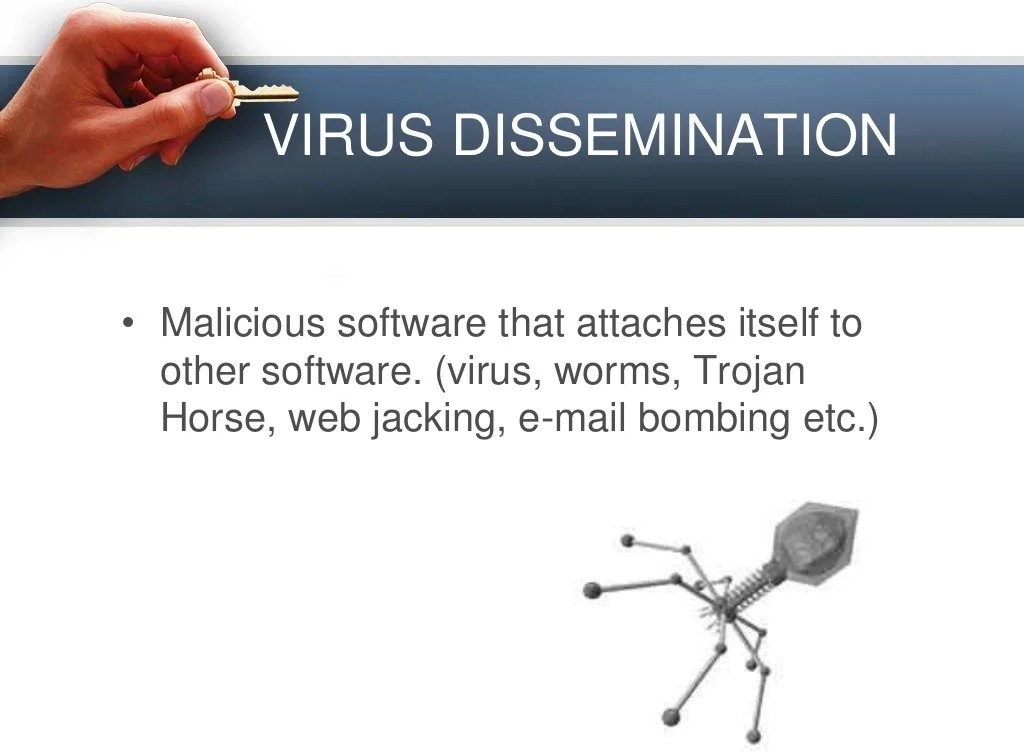 VIRUS DISSEMINATION
• Malicious software that attaches itself to
other software. (virus, worms, Trojan
Horse, web jacking, e-mail bombing etc.)